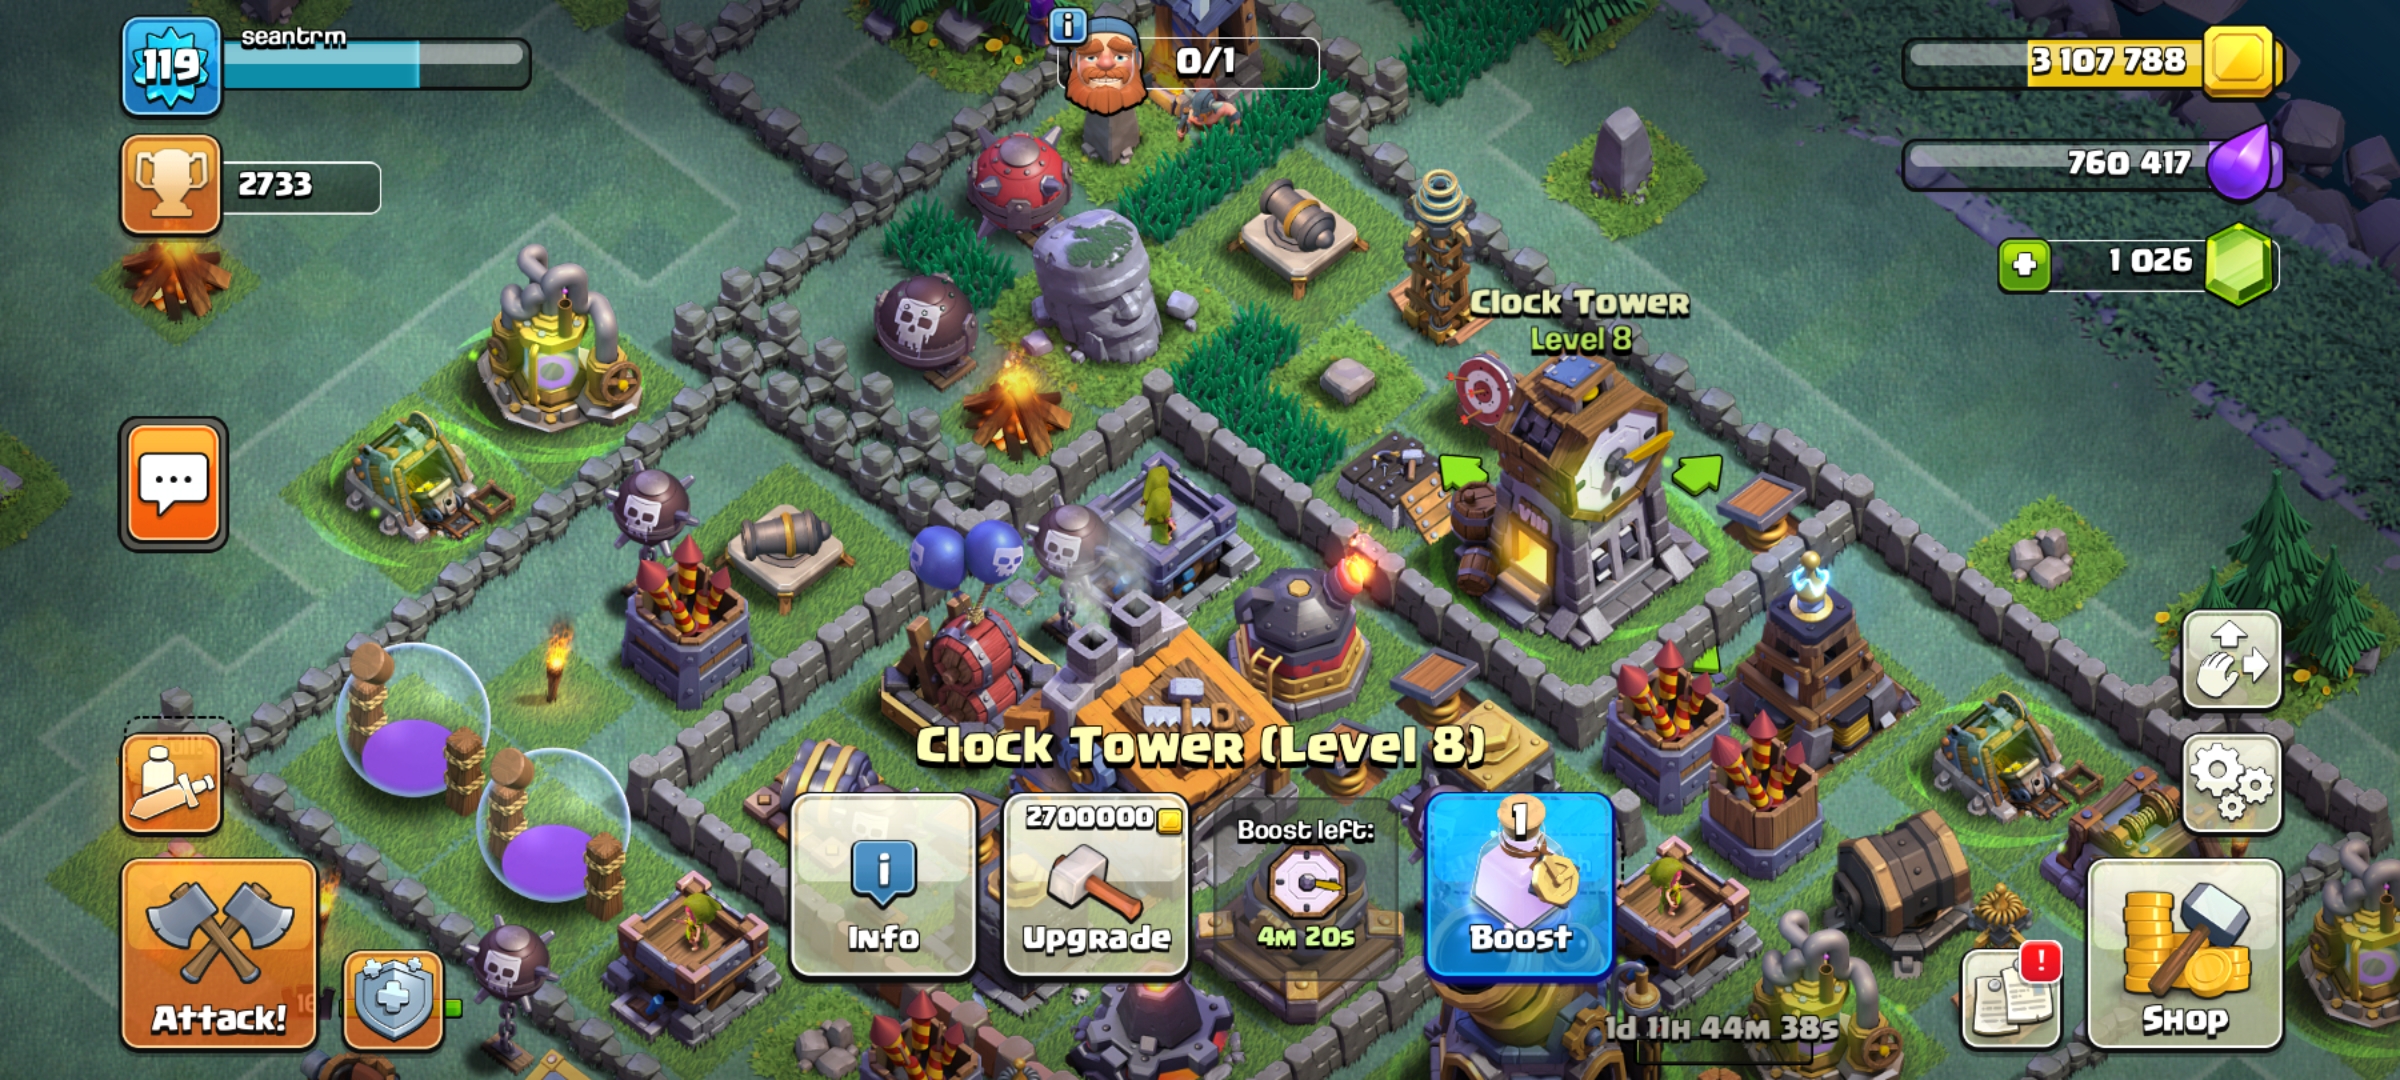 119
seantrm
0/1
3 107 788
2733
760 417
1 026
Clock Tower
Level 8
VIII
Clock Tower (Level 8)
Info
2700000
Upgrade
Boost left:
4m 20s
1
Boost
Attack!
1d 11h 44m 38s
!
Shop